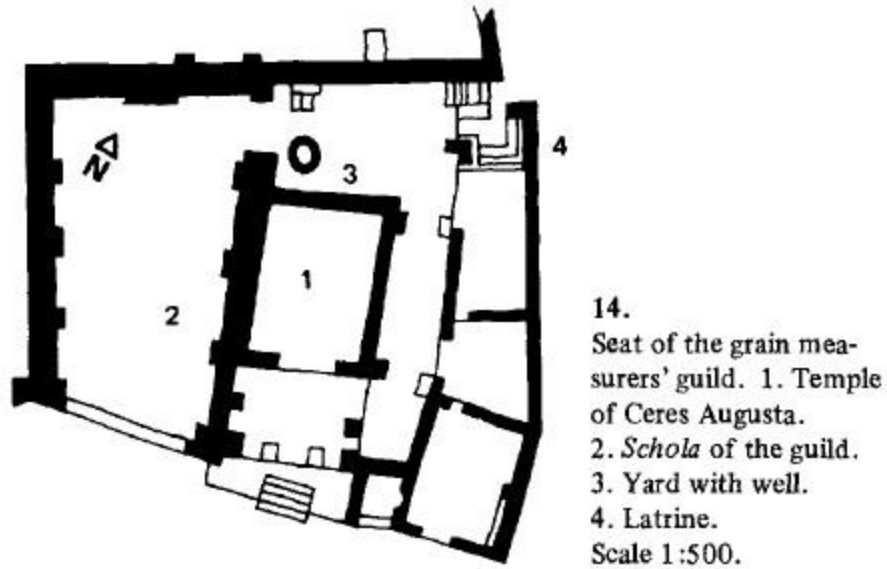 N
4
3
1
2
14.
Seat of the grain mea-
surers' guild. 1. Temple
of Ceres Augusta.
2. Schola of the guild.
3. Yard with well.
4. Latrine.
Scale 1:500.